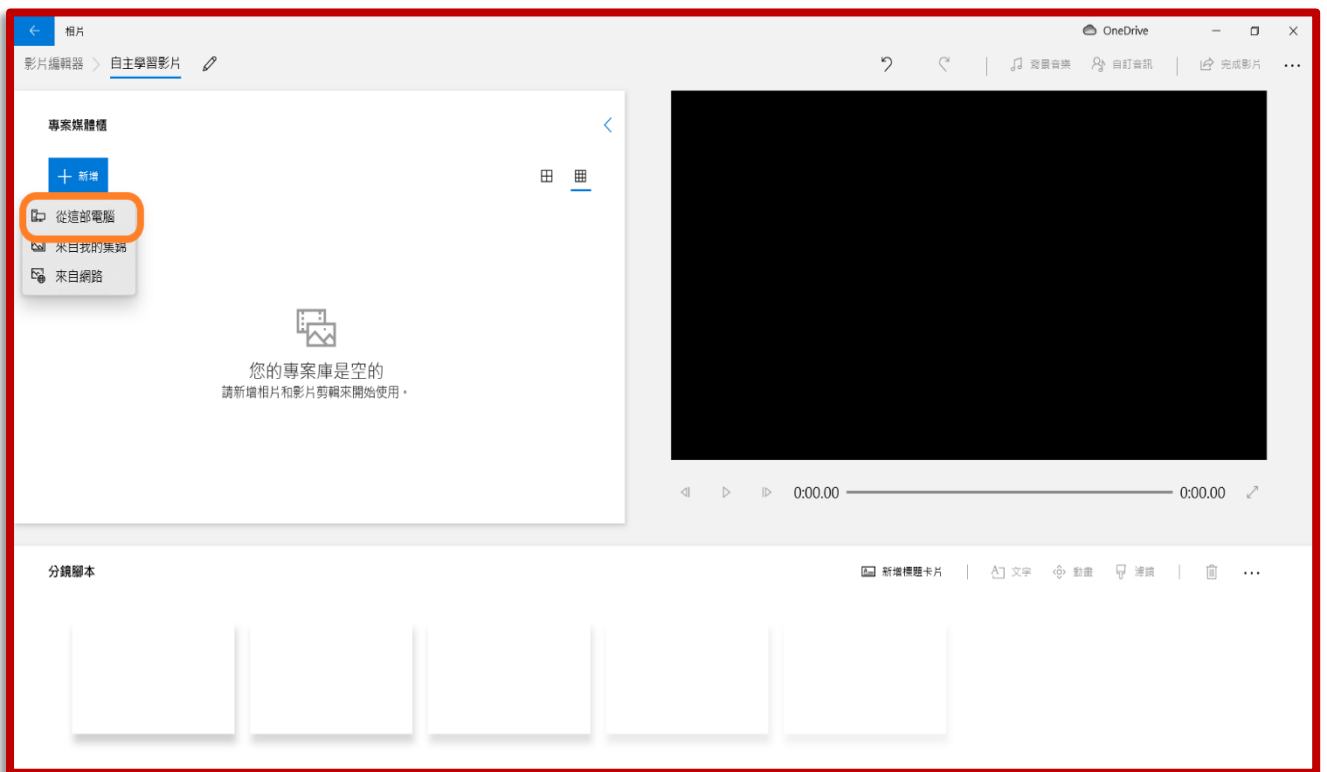 相片
OneDrive
影片編輯器
自主學習影片
背景音樂
自訂音訊
完成影片
專案媒體櫃
新增
從這部電腦
來自我的集錦
來自網路
您的專案庫是空的
請新增相片和影片剪輯來開始使用。
0:00.00
0:00.00
分鏡腳本
新增標題卡片
文字
動畫
濾鏡